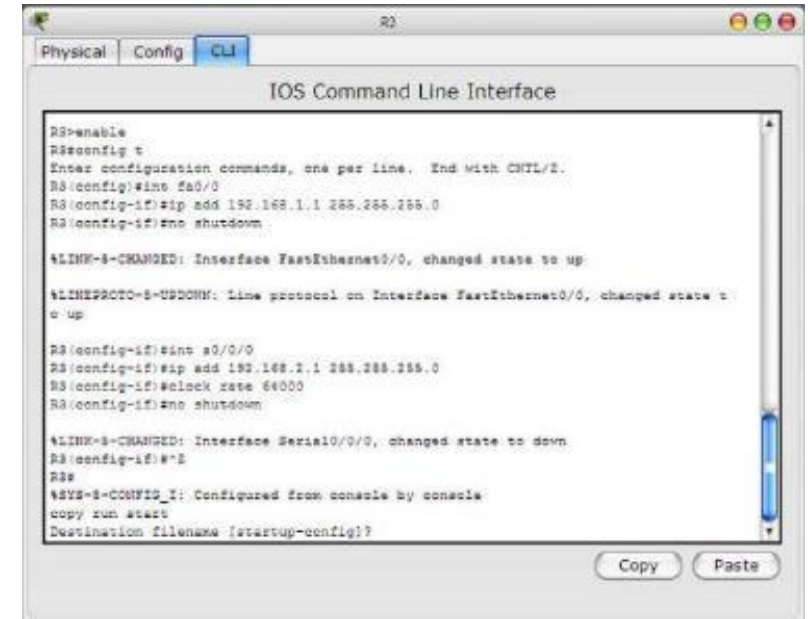 R3
Physical Config CLI
IOS Command Line Interface
R3>enable
R3#config t
Enter configuration commands, one per line. End with CNTL/Z.
R3(config)#int fa0/0
R3(config-if)#ip add 192.168.1.1 255.255.255.0
R3(config-if)#no shutdown
%LINK-5-CHANGED: Interface FastEthernet0/0, changed state to up
%LINEPROTO-5-UPDOWN: Line protocol on Interface FastEthernet0/0, changed state t
o up
R3(config-if)#int s0/0/0
R3(config-if)#ip add 192.168.2.1 255.255.255.0
R3(config-if)#clock rate 64000
R3(config-if)#no shutdown
%LINK-5-CHANGED: Interface Serial0/0/0, changed state to down
R3(config-if)#^Z
R3#
%SYS-5-CONFIG_I: Configured from console by console
copy run start
Destination filename [startup-config]?
Copy Paste